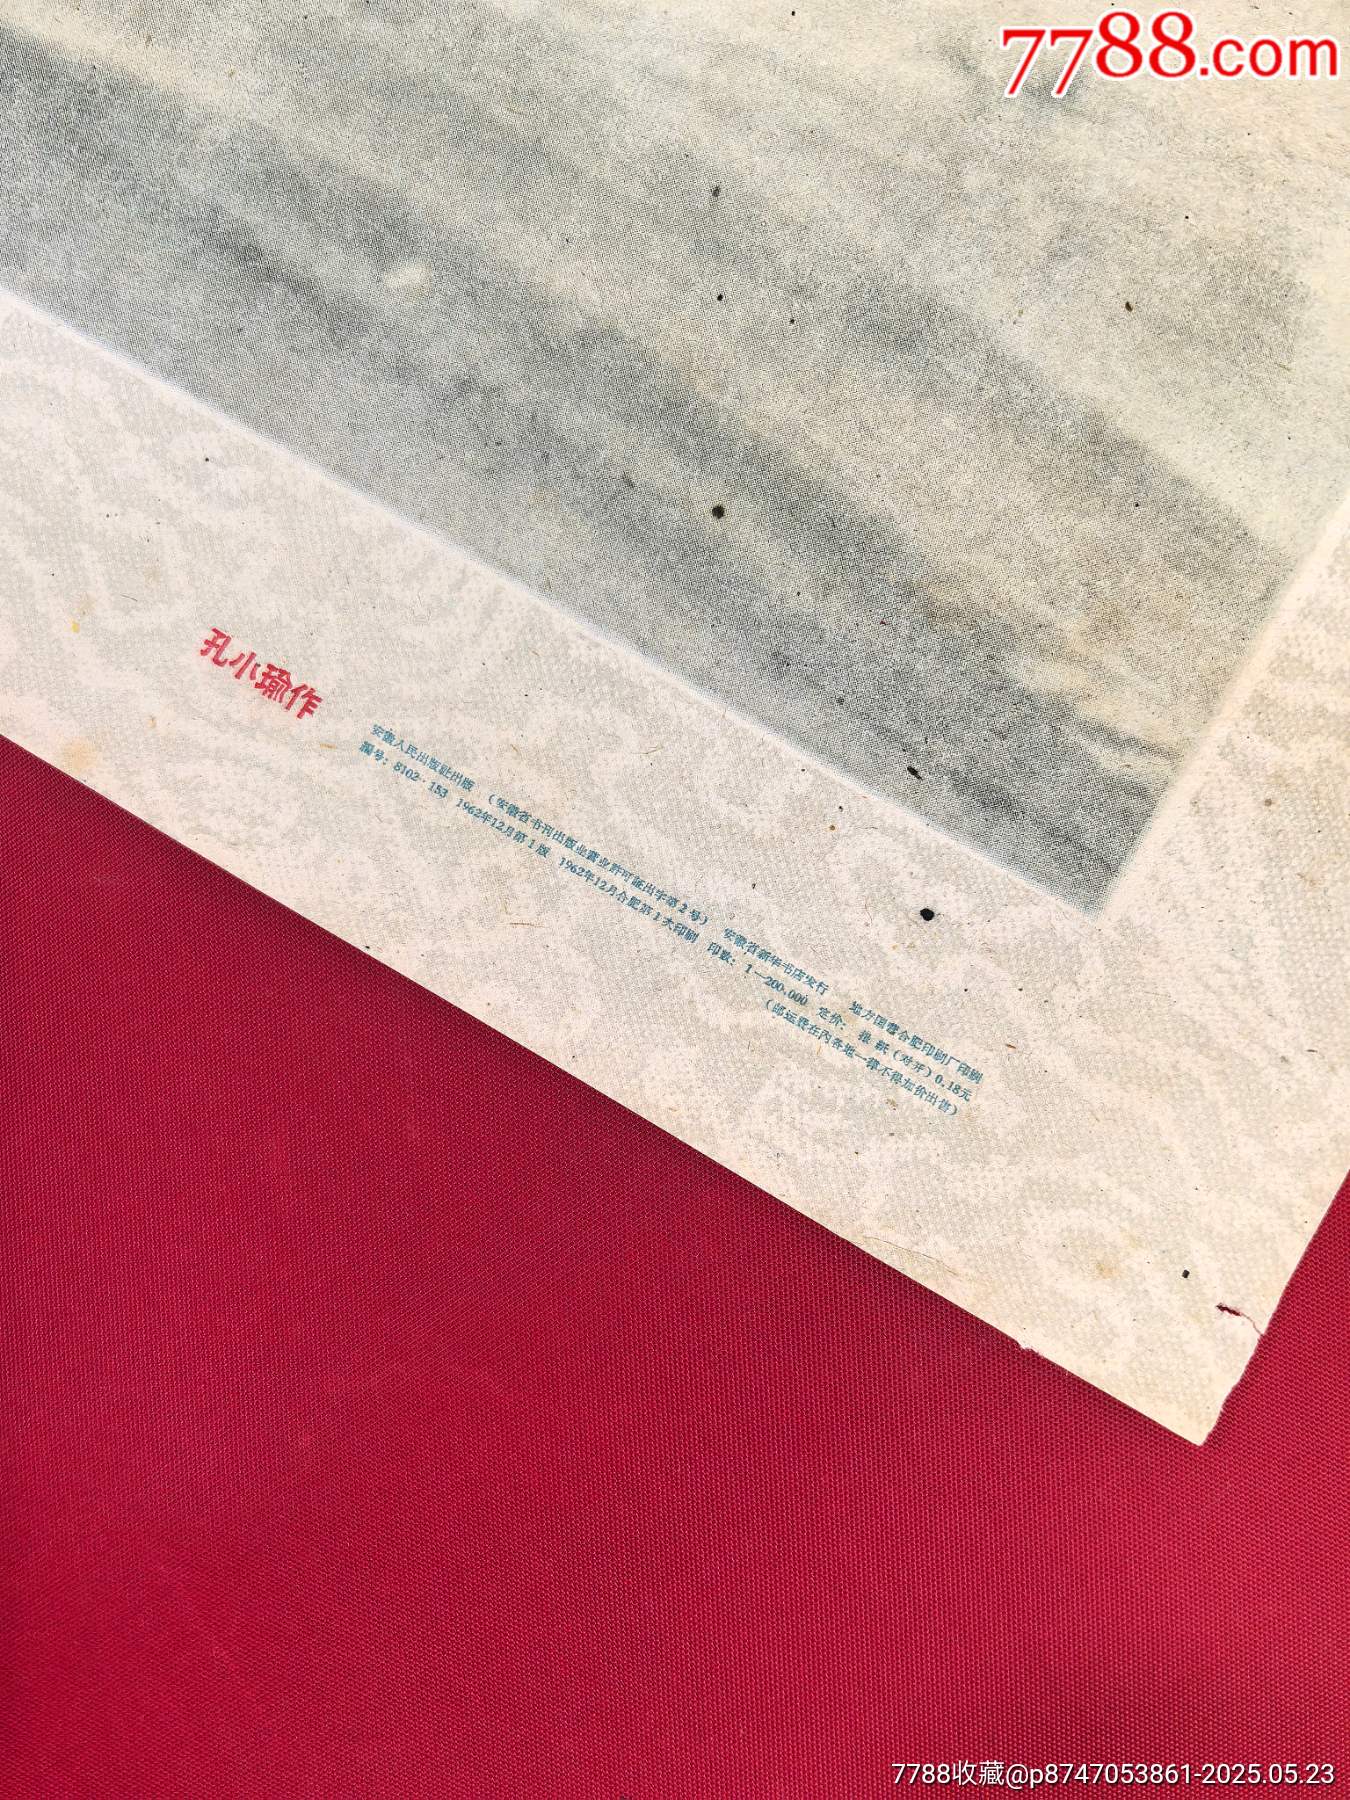 7788.com
孔小瑜作
安徽人民出版社出版 （安徽省书刊出版业营业許可証出字第2号） 安徽省新华书店发行 地方国营合肥印刷厂印刷
編号：8102·153 1962年12月第1版 1962年12月合肥第1次印刷 印数：1—200,000 定价： 报紙（对开）0.18元
（邮运费在内各地一律不得加价出售）
7788收藏@p8747053861-2025.05.23